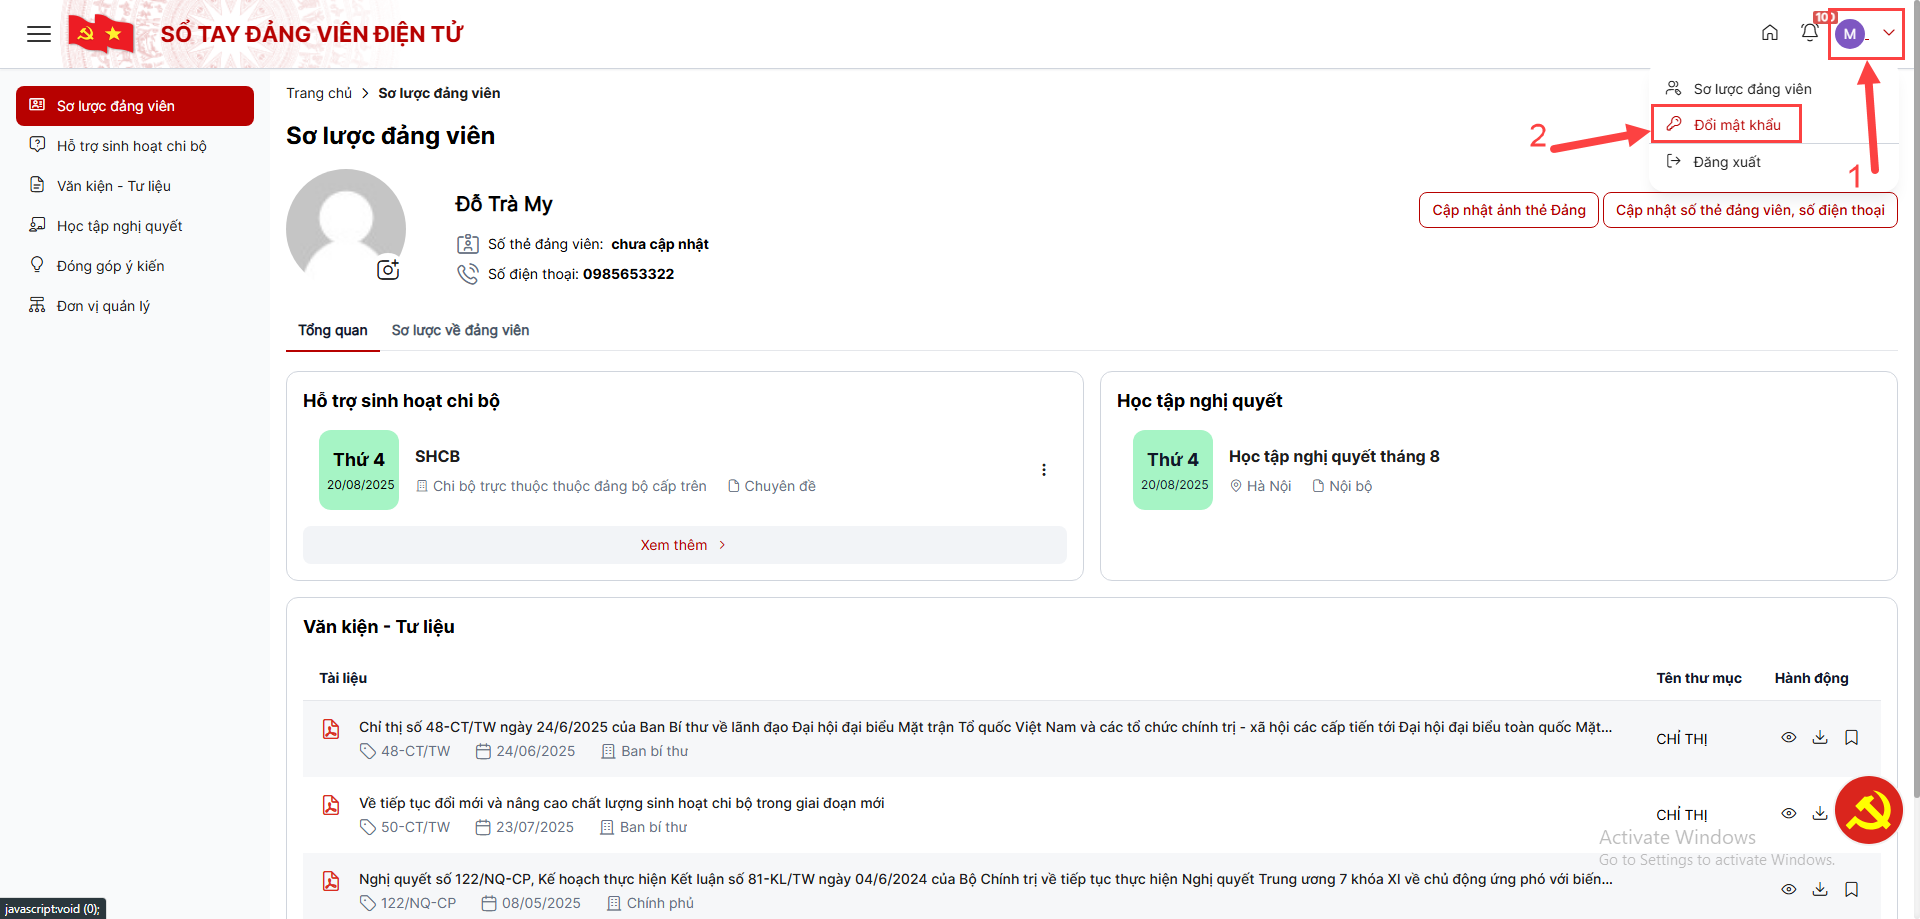 SỔ TAY ĐẢNG VIÊN ĐIỆN TỬ
100
M
Sơ lược đảng viên
Hỗ trợ sinh hoạt chi bộ
Văn kiện - Tư liệu
Học tập nghị quyết
Đóng góp ý kiến
Đơn vị quản lý
Trang chủ > Sơ lược đảng viên
Sơ lược đảng viên
Sơ lược đảng viên
Đổi mật khẩu
Đăng xuất
2
1
Đỗ Trà My
Số thẻ đảng viên: chưa cập nhật
Số điện thoại: 0985653322
Cập nhật ảnh thẻ Đảng
Cập nhật số thẻ đảng viên, số điện thoại
Tổng quan
Sơ lược về đảng viên
Hỗ trợ sinh hoạt chi bộ
Thứ 4
20/08/2025
SHCB
Chi bộ trực thuộc thuộc đảng bộ cấp trên
Chuyên đề
Xem thêm >
Học tập nghị quyết
Thứ 4
20/08/2025
Học tập nghị quyết tháng 8
Hà Nội
Nội bộ
Văn kiện - Tư liệu
Tài liệu
Tên thư mục
Hành động
Chỉ thị số 48-CT/TW ngày 24/6/2025 của Ban Bí thư về lãnh đạo Đại hội đại biểu Mặt trận Tổ quốc Việt Nam và các tổ chức chính trị - xã hội các cấp tiến tới Đại hội đại biểu toàn quốc Mặt...
48-CT/TW
24/06/2025
Ban bí thư
CHỈ THỊ
Về tiếp tục đổi mới và nâng cao chất lượng sinh hoạt chi bộ trong giai đoạn mới
50-CT/TW
23/07/2025
Ban bí thư
CHỈ THỊ
Activate Windows
Go to Settings to activate Windows.
Nghị quyết số 122/NQ-CP, Kế hoạch thực hiện Kết luận số 81-KL/TW ngày 04/6/2024 của Bộ Chính trị về tiếp tục thực hiện Nghị quyết Trung ương 7 khóa XI về chủ động ứng phó với biến...
122/NQ-CP
08/05/2025
Chính phủ
javascript:void (0);